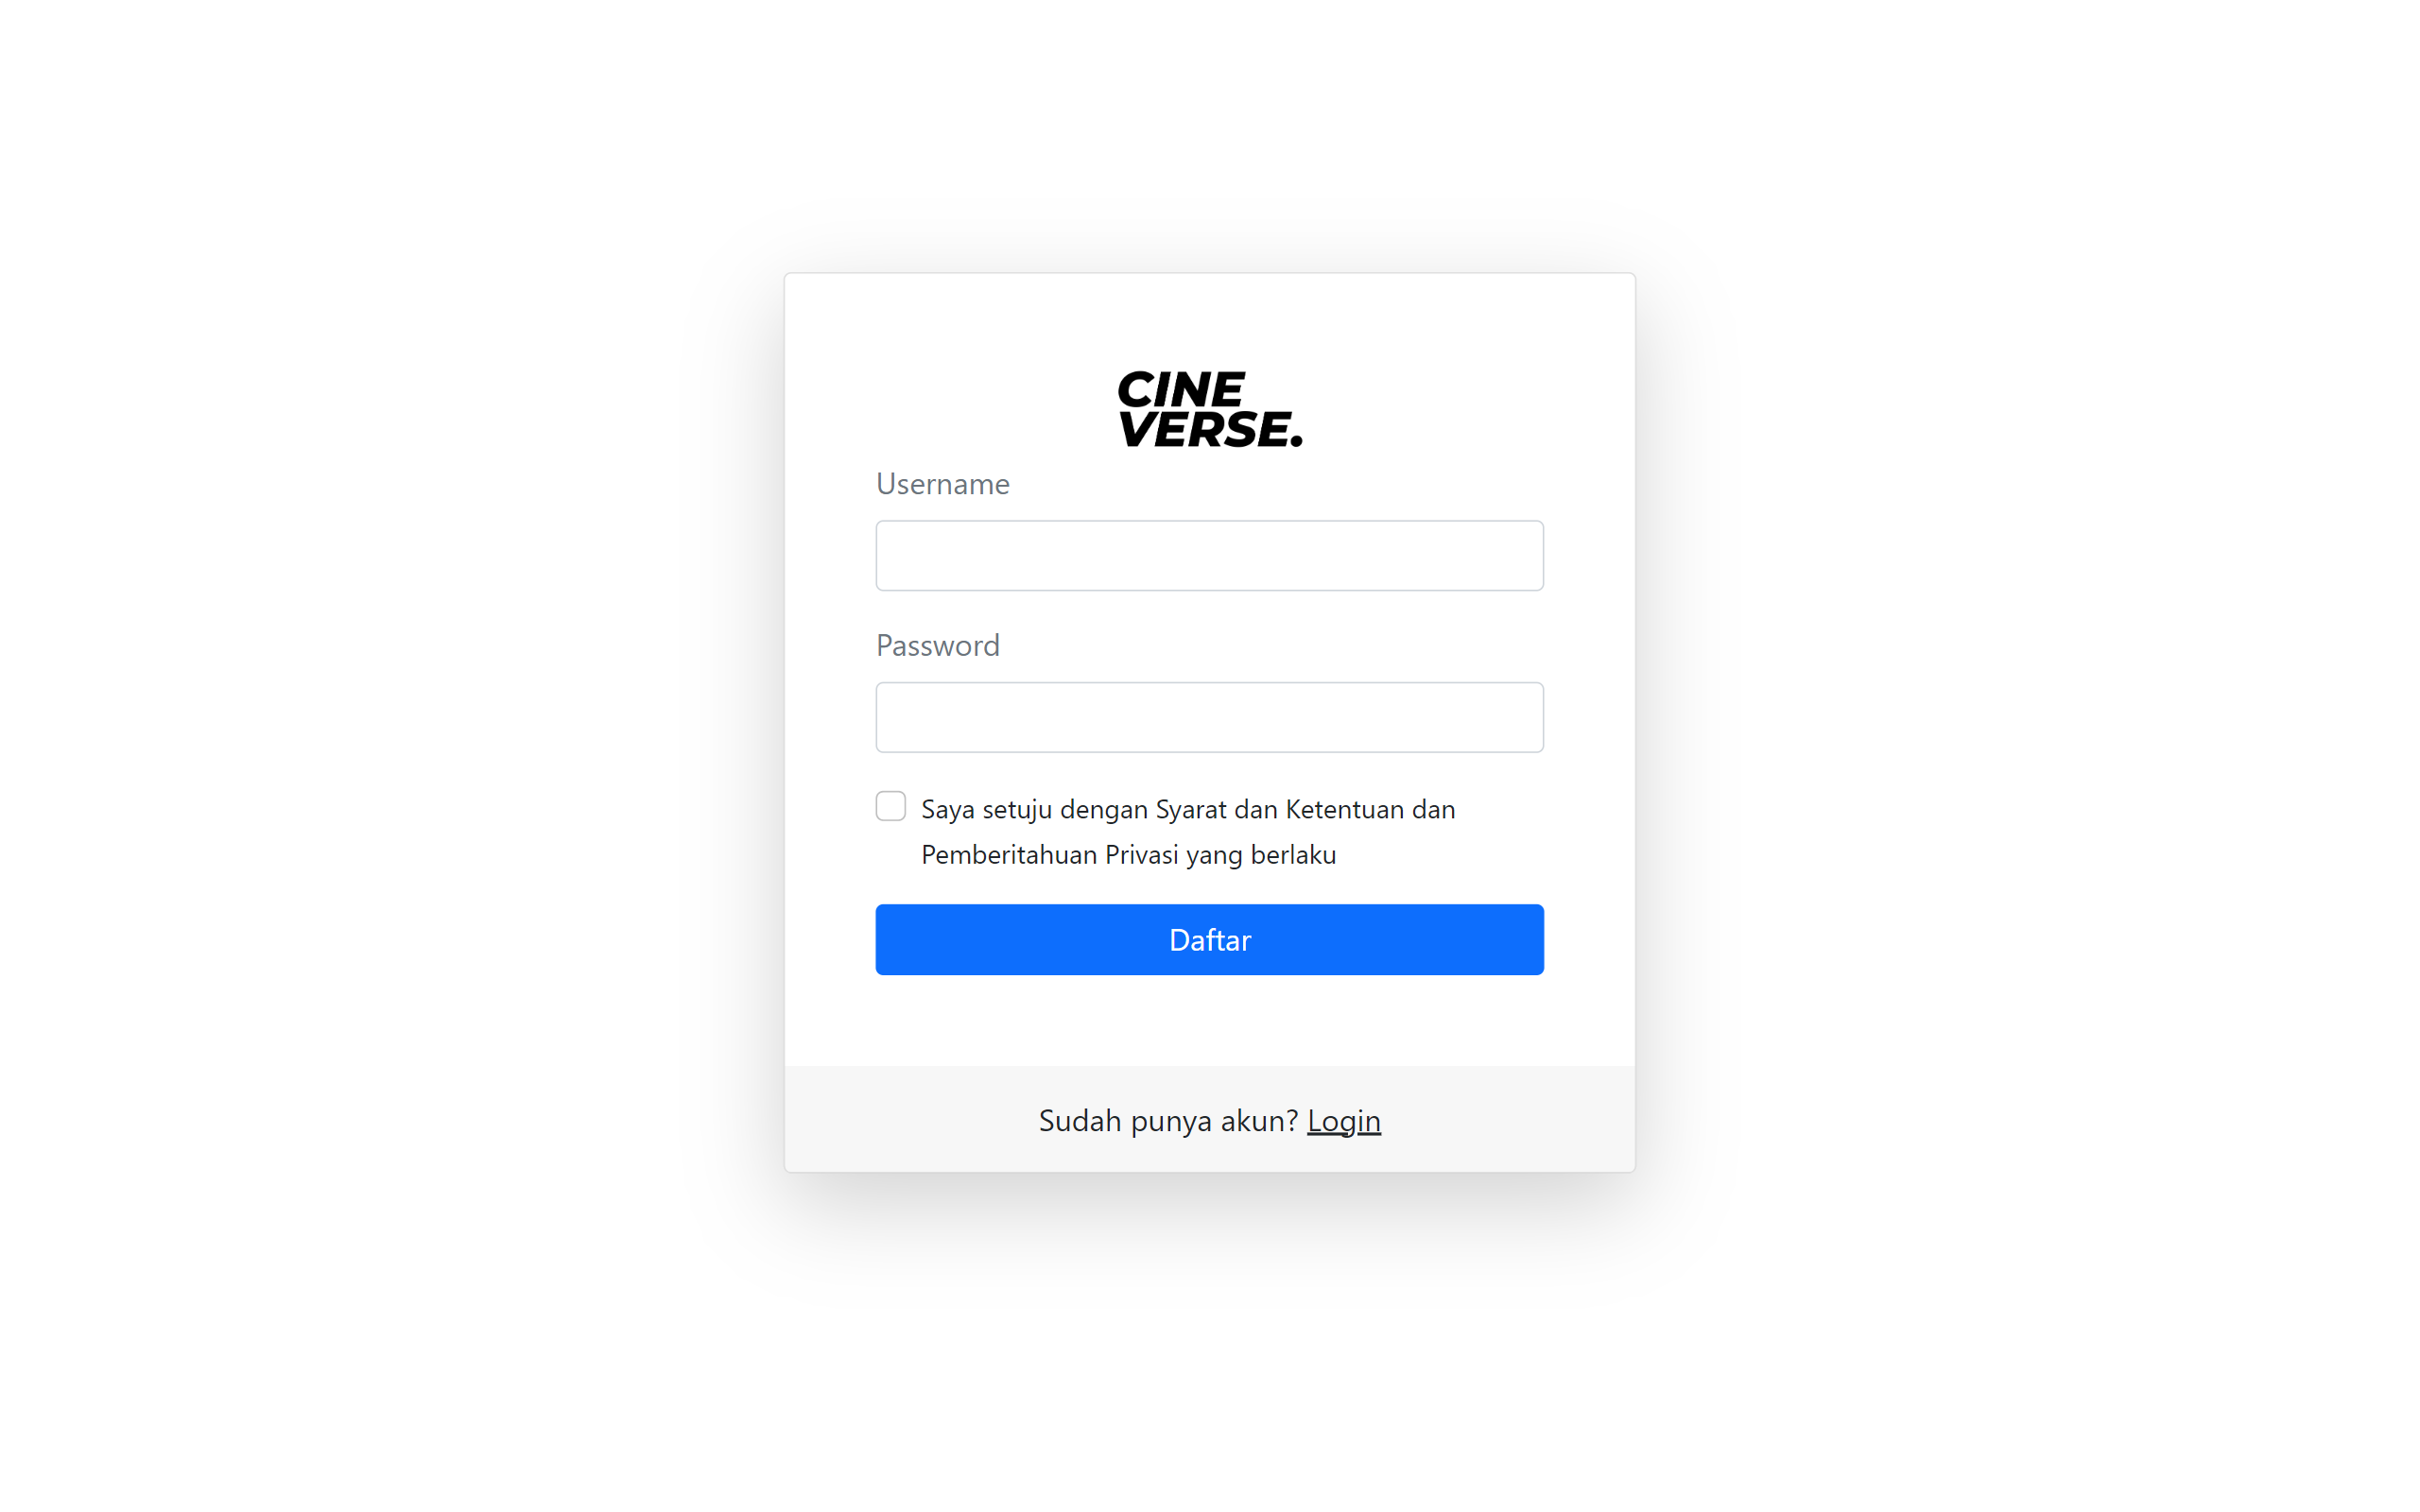 CINE
VERSE.
Username
Password
Saya setuju dengan Syarat dan Ketentuan dan
Pemberitahuan Privasi yang berlaku
Daftar
Sudah punya akun? Login